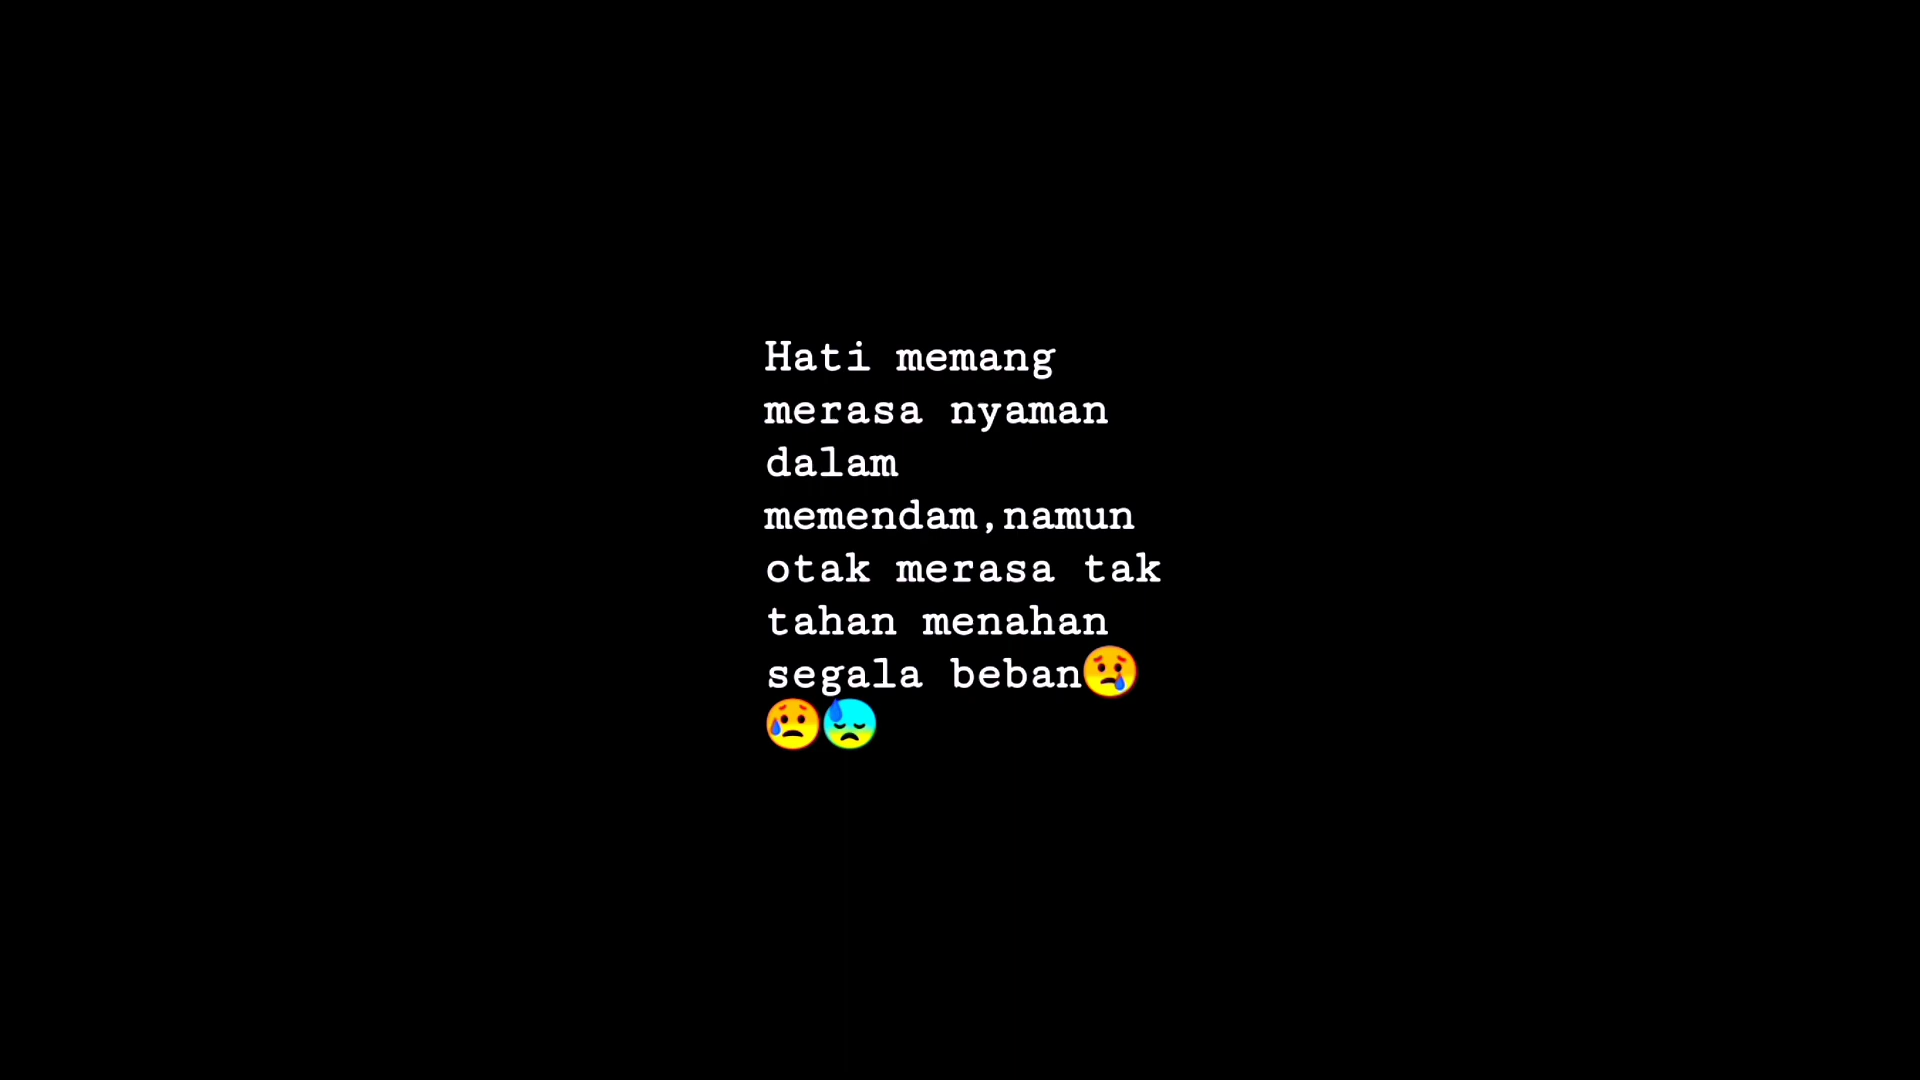 Hati memang
merasa nyaman
dalam
memendam,namun
otak merasa tak
tahan menahan
segala beban😢
😥😓